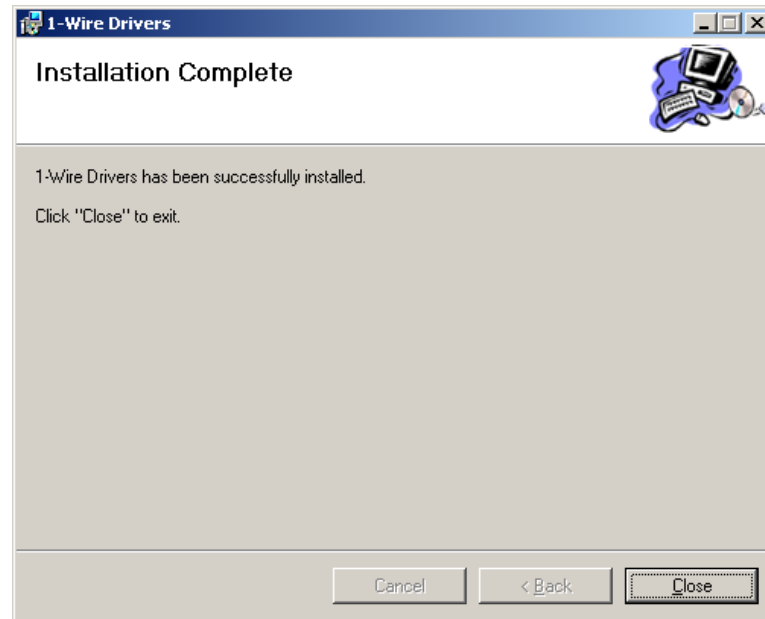 1-Wire Drivers
Installation Complete
1-Wire Drivers has been successfully installed.
Click "Close" to exit.
Cancel
< Back
Close